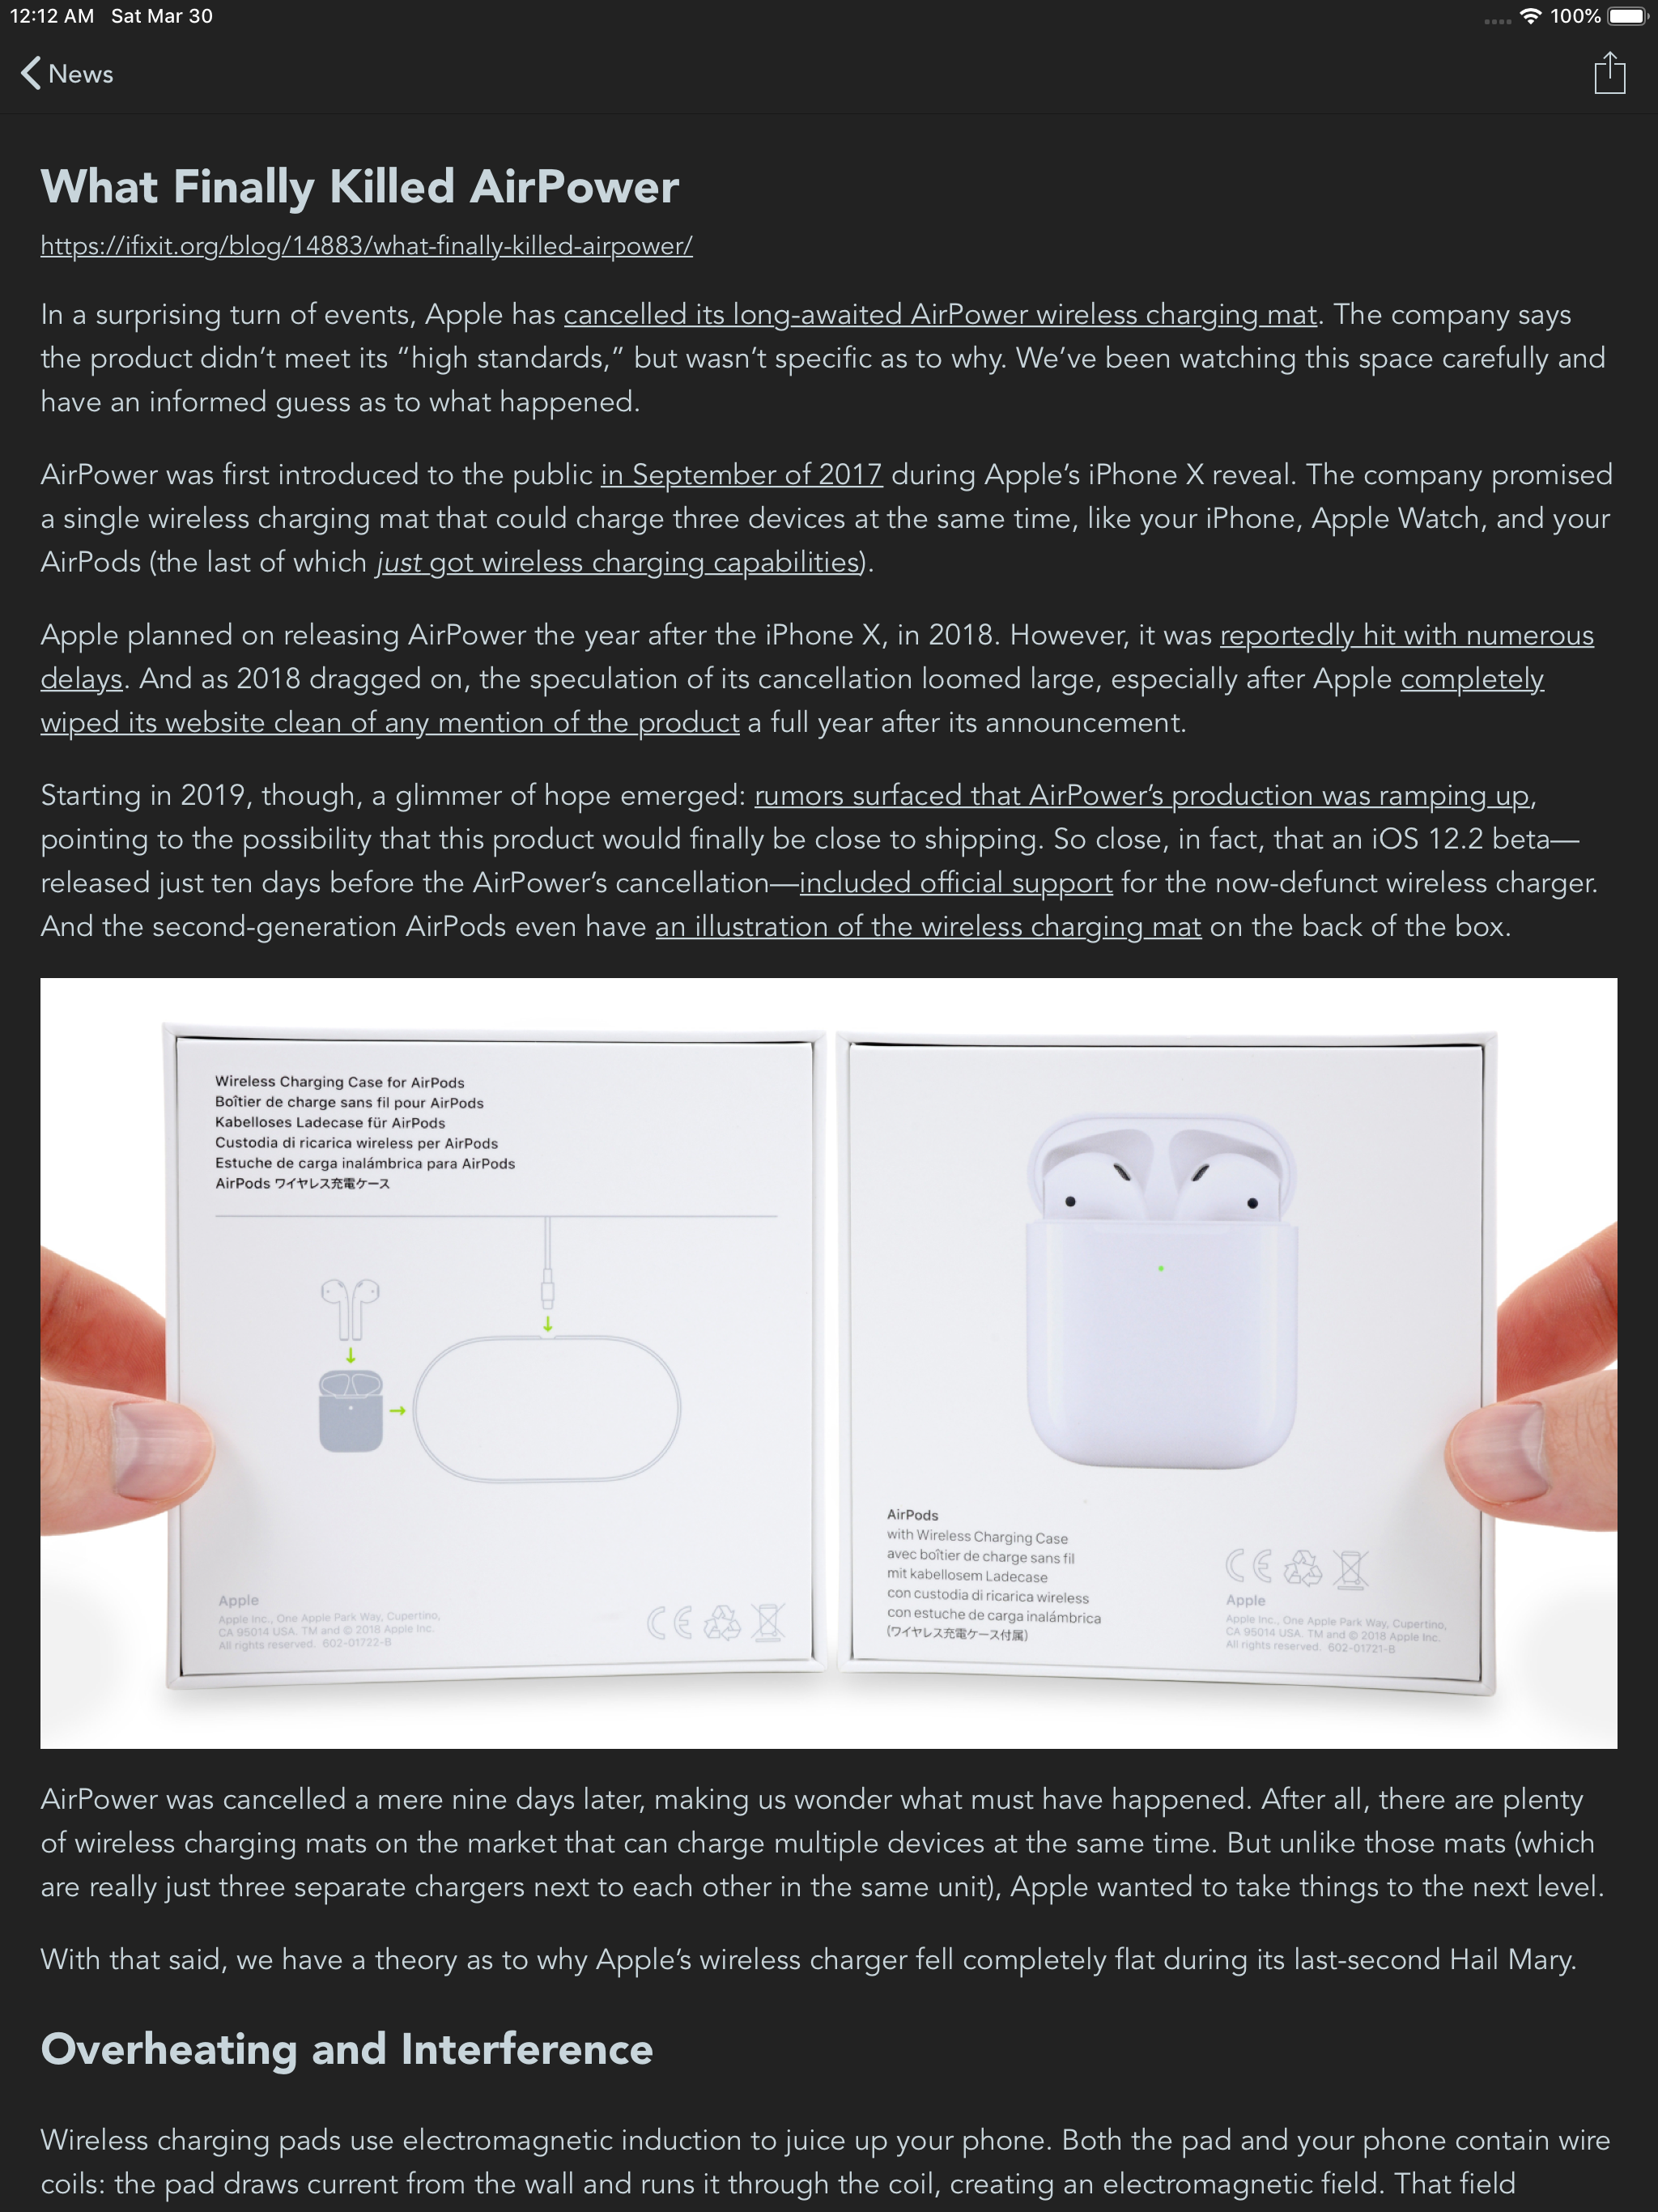 12:12 AM Sat Mar 30
100%
News
What Finally Killed AirPower
https://ifixit.org/blog/14883/what-finally-killed-airpower/
In a surprising turn of events, Apple has cancelled its long-awaited AirPower wireless charging mat. The company says
the product didn’t meet its “high standards,” but wasn’t specific as to why. We’ve been watching this space carefully and
have an informed guess as to what happened.
AirPower was first introduced to the public in September of 2017 during Apple’s iPhone X reveal. The company promised
a single wireless charging mat that could charge three devices at the same time, like your iPhone, Apple Watch, and your
AirPods (the last of which just got wireless charging capabilities).
Apple planned on releasing AirPower the year after the iPhone X, in 2018. However, it was reportedly hit with numerous
delays. And as 2018 dragged on, the speculation of its cancellation loomed large, especially after Apple completely
wiped its website clean of any mention of the product a full year after its announcement.
Starting in 2019, though, a glimmer of hope emerged: rumors surfaced that AirPower’s production was ramping up,
pointing to the possibility that this product would finally be close to shipping. So close, in fact, that an iOS 12.2 beta—
released just ten days before the AirPower’s cancellation—included official support for the now-defunct wireless charger.
And the second-generation AirPods even have an illustration of the wireless charging mat on the back of the box.
Wireless Charging Case for AirPods
Boîtier de charge sans fil pour AirPods
Kabelloses Ladecase für AirPods
Custodia di ricarica wireless per AirPods
Estuche de carga inalámbrica para AirPods
AirPods ワイヤレス充電ケース
Apple
Apple Inc., One Apple Park Way, Cupertino,
CA 95014 USA. TM and © 2018 Apple Inc.
All rights reserved. 602-01722-B
CE
AirPods
with Wireless Charging Case
avec boîtier de charge sans fil
mit kabellosem Ladecase
con custodia di ricarica wireless
con estuche de carga inalámbrica
(ワイヤレス充電ケース付属)
CE
Apple
Apple Inc., One Apple Park Way, Cupertino,
CA 95014 USA. TM and © 2018 Apple Inc.
All rights reserved. 602-01721-B
AirPower was cancelled a mere nine days later, making us wonder what must have happened. After all, there are plenty
of wireless charging mats on the market that can charge multiple devices at the same time. But unlike those mats (which
are really just three separate chargers next to each other in the same unit), Apple wanted to take things to the next level.
With that said, we have a theory as to why Apple’s wireless charger fell completely flat during its last-second Hail Mary.
Overheating and Interference
Wireless charging pads use electromagnetic induction to juice up your phone. Both the pad and your phone contain wire
coils: the pad draws current from the wall and runs it through the coil, creating an electromagnetic field. That field